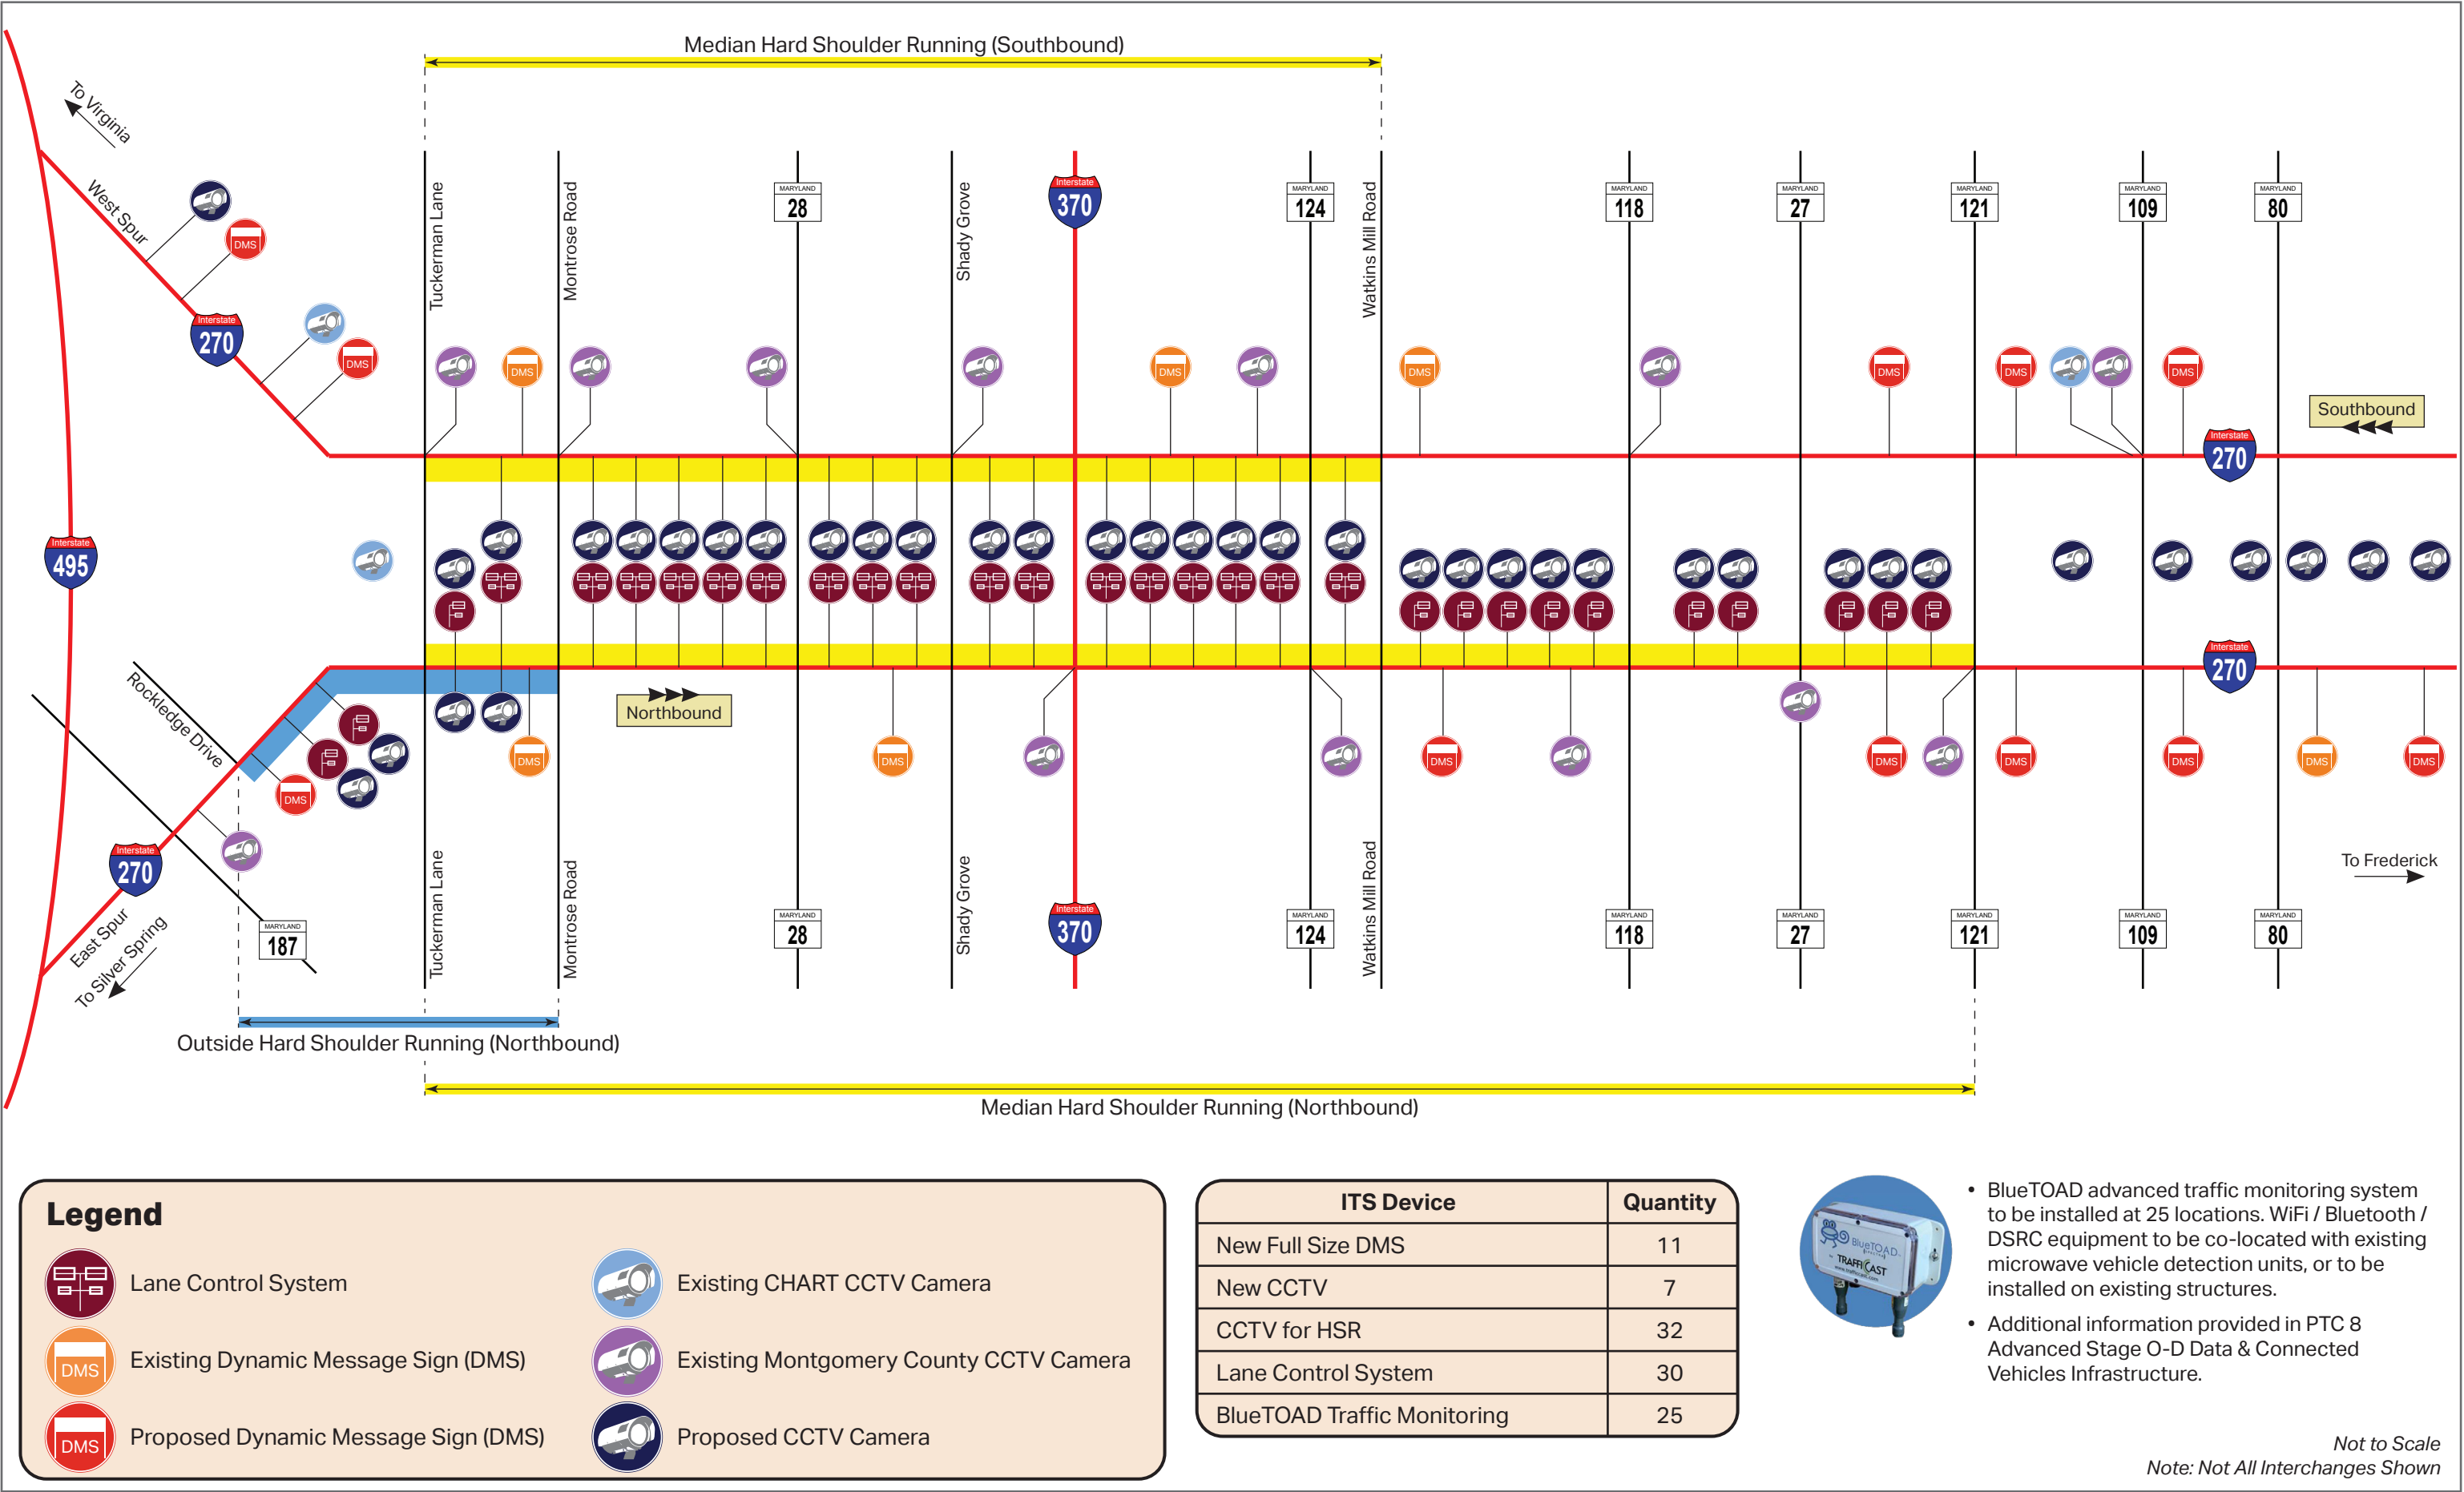 Median Hard Shoulder Running (Southbound)
To Virginia
West Spur
Interstate
270
Tuckerman Lane
Montrose Road
MARYLAND
28
Shady Grove
Interstate
370
MARYLAND
124
Watkins Mill Road
MARYLAND
118
MARYLAND
27
MARYLAND
121
MARYLAND
109
MARYLAND
80
DMS
DMS
DMS
DMS
DMS
DMS
DMS
DMS
Southbound
Interstate
270
Interstate
495
Interstate
270
Northbound
Rockledge Drive
DMS
DMS
DMS
DMS
DMS
DMS
DMS
DMS
DMS
Interstate
270
East Spur
To Silver Spring
MARYLAND
187
Tuckerman Lane
Montrose Road
MARYLAND
28
Shady Grove
Interstate
370
MARYLAND
124
Watkins Mill Road
MARYLAND
118
MARYLAND
27
MARYLAND
121
MARYLAND
109
MARYLAND
80
To Frederick
Outside Hard Shoulder Running (Northbound)
Median Hard Shoulder Running (Northbound)
Legend
Lane Control System
DMS
Existing Dynamic Message Sign (DMS)
DMS
Proposed Dynamic Message Sign (DMS)
Existing CHART CCTV Camera
Existing Montgomery County CCTV Camera
Proposed CCTV Camera
ITS Device Quantity
New Full Size DMS 11
New CCTV 7
CCTV for HSR 32
Lane Control System 30
BlueTOAD Traffic Monitoring 25
BlueTOAD
TRAFFICAST
• BlueTOAD advanced traffic monitoring system
to be installed at 25 locations. WiFi / Bluetooth /
DSRC equipment to be co-located with existing
microwave vehicle detection units, or to be
installed on existing structures.
• Additional information provided in PTC 8
Advanced Stage O-D Data & Connected
Vehicles Infrastructure.
Not to Scale
Note: Not All Interchanges Shown